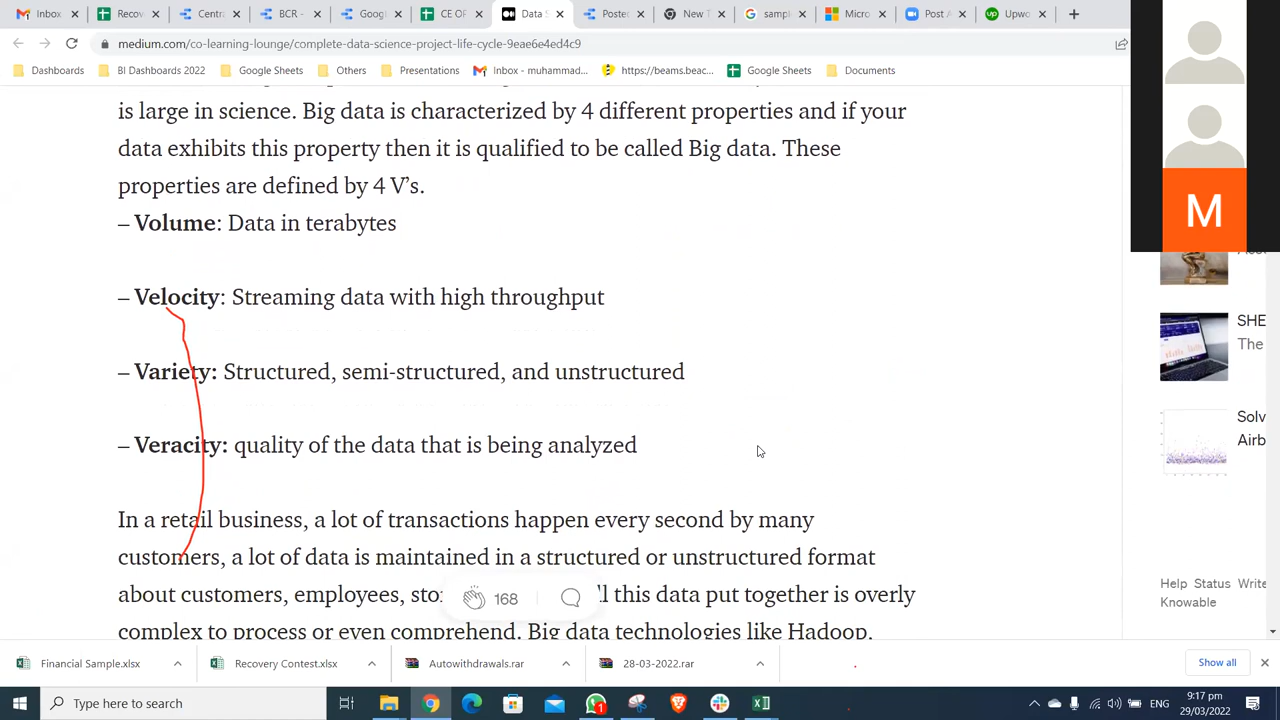 Inbox
Recov
Centra
BCR
Google
CE OF
Data S
Poster
New T
sampl
Micro
Post A
Upwo
medium.com/co-learning-lounge/complete-data-science-project-life-cycle-9eae6e4ed4c9
Dashboards
BI Dashboards 2022
Google Sheets
Others
Presentations
Inbox - muhammad...
https://beams.beac...
Google Sheets
Documents
is large in science. Big data is characterized by 4 different properties and if your
data exhibits this property then it is qualified to be called Big data. These
properties are defined by 4 V's.
– Volume: Data in terabytes
– Velocity: Streaming data with high throughput
– Variety: Structured, semi-structured, and unstructured
– Veracity: quality of the data that is being analyzed
In a retail business, a lot of transactions happen every second by many
customers, a lot of data is maintained in a structured or unstructured format
about customers, employees, sto ll this data put together is overly
complex to process or even comprehend. Big data technologies like Hadoop,
168
M
SHE
The
Solv
Airb
Help Status Write
Knowable
Financial Sample.xlsx
Recovery Contest.xlsx
Autowithdrawals.rar
28-03-2022.rar
Show all
Type here to search
1
ENG
9:17 pm
29/03/2022